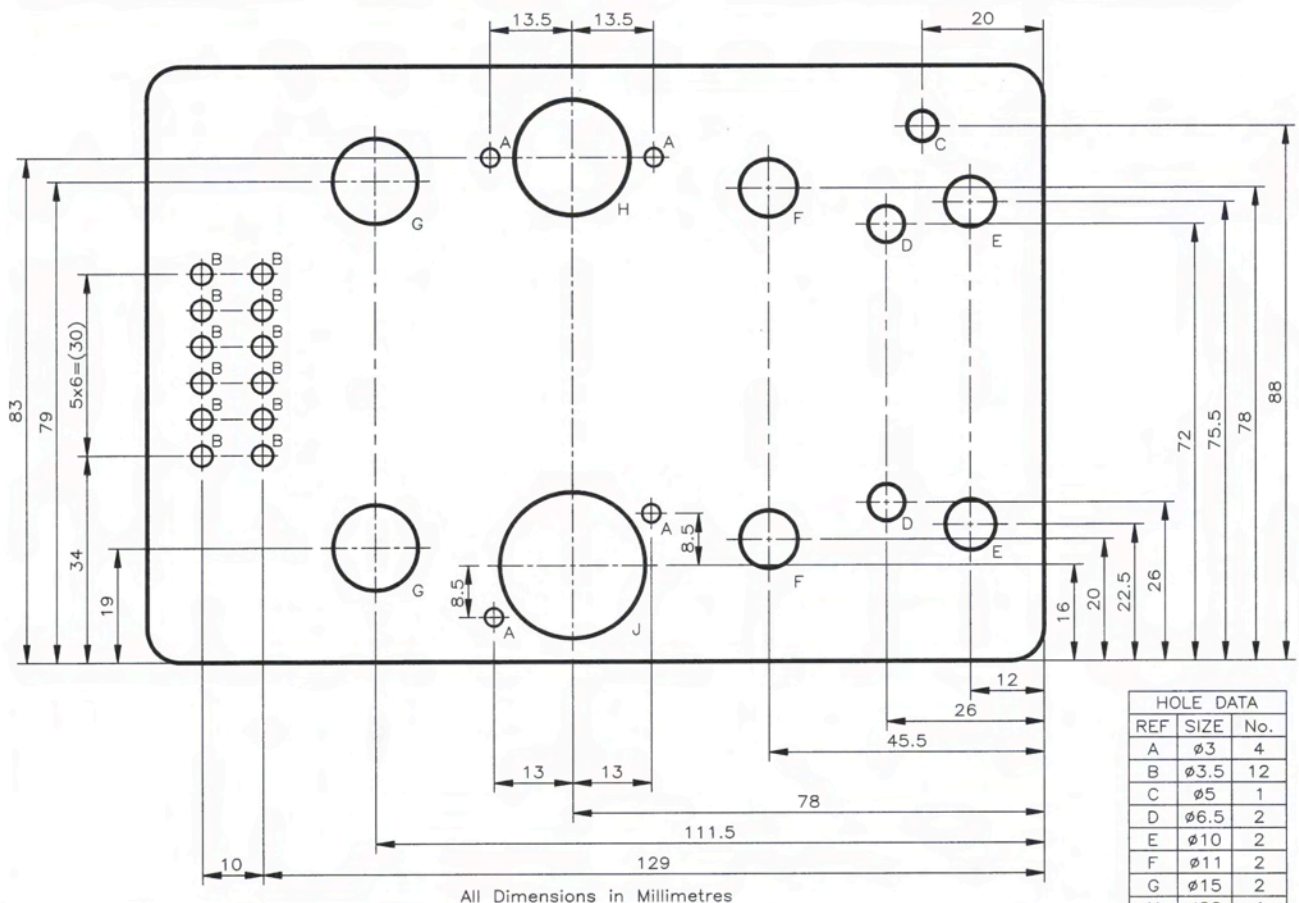 13.5 13.5 20
A A C
G H F D E
B B
B B
B B
B B
B B
B B
83 79 5x6=(30) 34 19
72 75.5 78 88
A 8.5 D E
G 8.5 A J F
16 20 22.5 26
12
26
45.5
13 13
78
111.5
10 129
All Dimensions in Millimetres
HOLE DATA
REF SIZE No.
A ø3 4
B ø3.5 12
C ø5 1
D ø6.5 2
E ø10 2
F ø11 2
G ø15 2